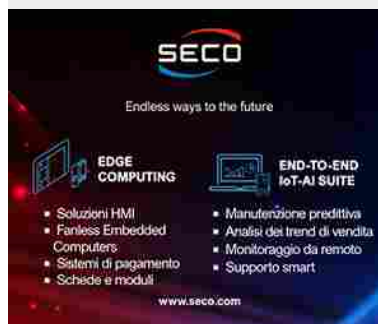 SECO
Endless ways to the future
EDGE
COMPUTING
▪ Soluzioni HMI
▪ Fanless Embedded
Computers
▪ Sistemi di pagamento
▪ Schede e moduli
END-TO-END
IoT-AI SUITE
▪ Manutenzione predittiva
▪ Analisi dei trend di vendita
▪ Monitoraggio da remoto
▪ Supporto smart
www.seco.com